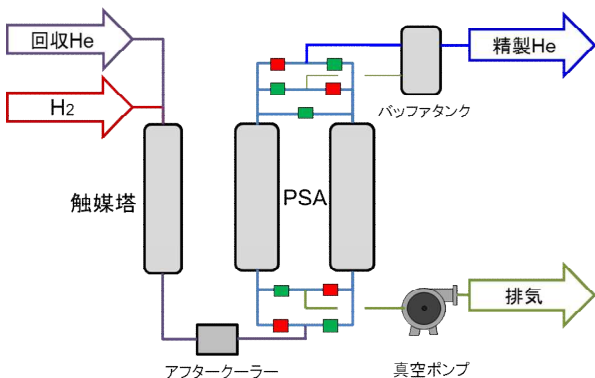 回収He
精製He
バッファタンク
H2
触媒塔
PSA
排気
アフタークーラー
真空ポンプ